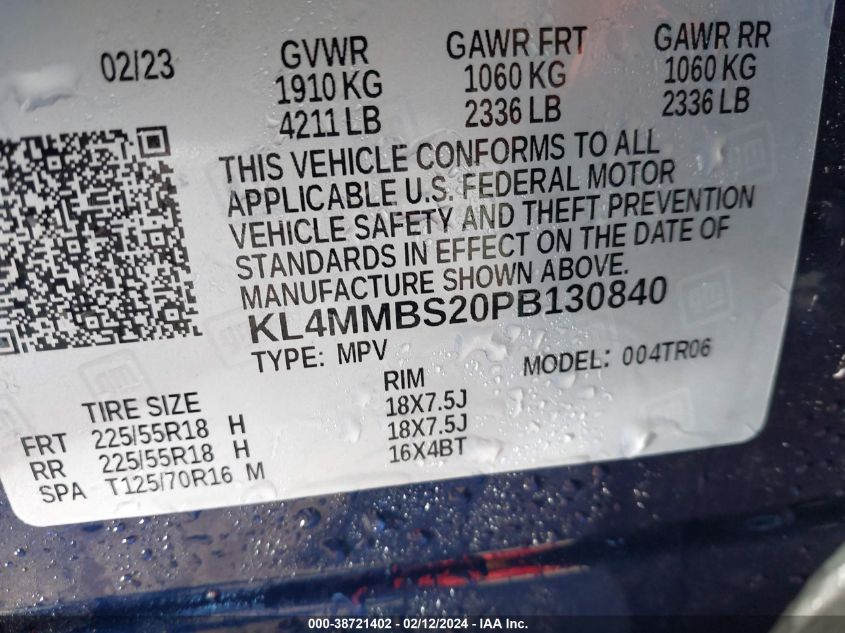 02/23 GVWR GAWR FRT GAWR RR
1910 KG 1060 KG 1060 KG
4211 LB 2336 LB 2336 LB
THIS VEHICLE CONFORMS TO ALL
APPLICABLE U.S. FEDERAL MOTOR
VEHICLE SAFETY AND THEFT PREVENTION
STANDARDS IN EFFECT ON THE DATE OF
MANUFACTURE SHOWN ABOVE.
KL4MMBS20PB130840
TYPE: MPV MODEL: 004TR06
TIRE SIZE RIM
FRT 225/55R18 H 18X7.5J
RR 225/55R18 H 18X7.5J
SPA T125/70R16 M 16X4BT
000-38721402 - 02/12/2024 - IAA Inc.